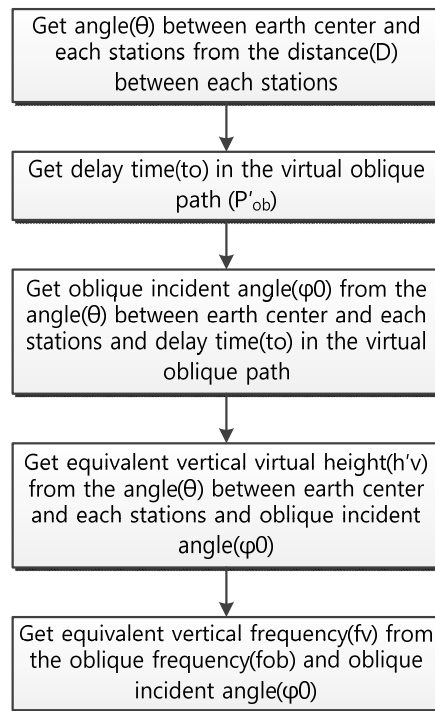 Get angle(θ) between earth center and
each stations from the distance(D)
between each stations
Get delay time(to) in the virtual oblique
path (P'ob)
Get oblique incident angle(φ0) from the
angle(θ) between earth center and each
stations and delay time(to) in the virtual
oblique path
Get equivalent vertical virtual height(h'v)
from the angle(θ) between earth center
and each stations and oblique incident
angle(φ0)
Get equivalent vertical frequency(fv) from
the oblique frequency(fob) and oblique
incident angle(φ0)